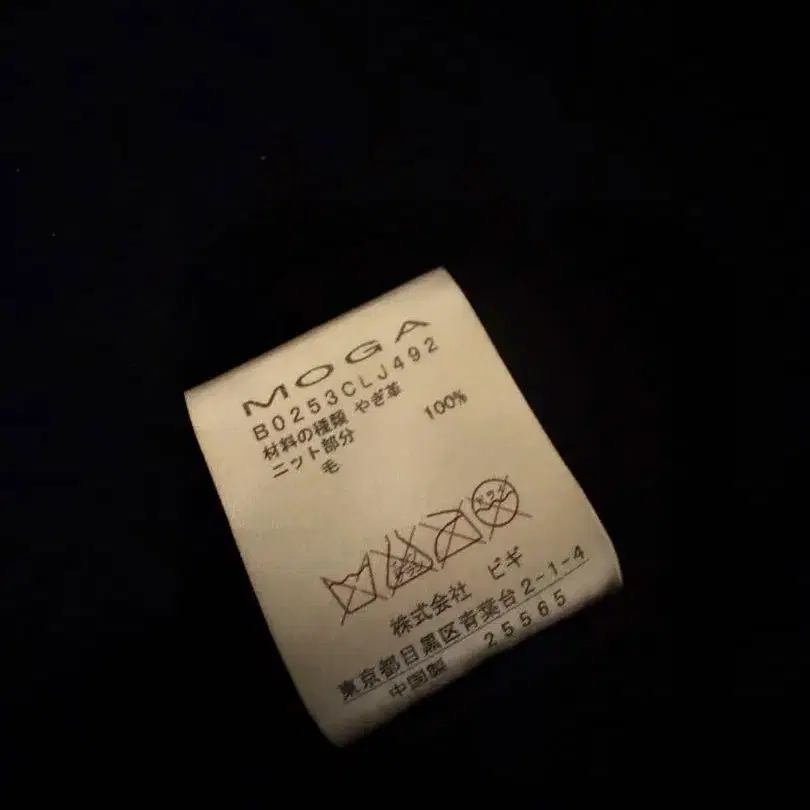 MOGA
B0253CLJ492
材料の種類 やぎ革
ニット部分
毛 100%
株式会社 ビギ
東京都目黒区青葉台2-1-4
中国製 25565